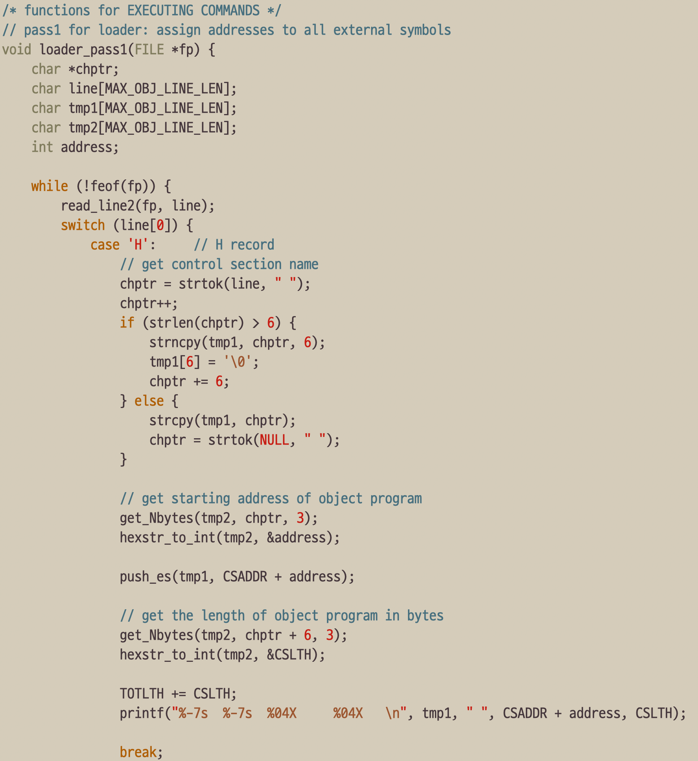 /* functions for EXECUTING COMMANDS */
// pass1 for loader: assign addresses to all external symbols
void loader_pass1(FILE *fp) {
    char *chptr;
    char line[MAX_OBJ_LINE_LEN];
    char tmp1[MAX_OBJ_LINE_LEN];
    char tmp2[MAX_OBJ_LINE_LEN];
    int address;

    while (!feof(fp)) {
        read_line2(fp, line);
        switch (line[0]) {
            case 'H':     // H record
                // get control section name
                chptr = strtok(line, " ");
                chptr++;
                if (strlen(chptr) > 6) {
                    strncpy(tmp1, chptr, 6);
                    tmp1[6] = '\0';
                    chptr += 6;
                } else {
                    strcpy(tmp1, chptr);
                    chptr = strtok(NULL, " ");
                }

                // get starting address of object program
                get_Nbytes(tmp2, chptr, 3);
                hexstr_to_int(tmp2, &address);

                push_es(tmp1, CSADDR + address);

                // get the length of object program in bytes
                get_Nbytes(tmp2, chptr + 6, 3);
                hexstr_to_int(tmp2, &CSLTH);

                TOTLTH += CSLTH;
                printf("%-7s  %-7s  %04X     %04X   \n", tmp1, " ", CSADDR + address, CSLTH);

                break;